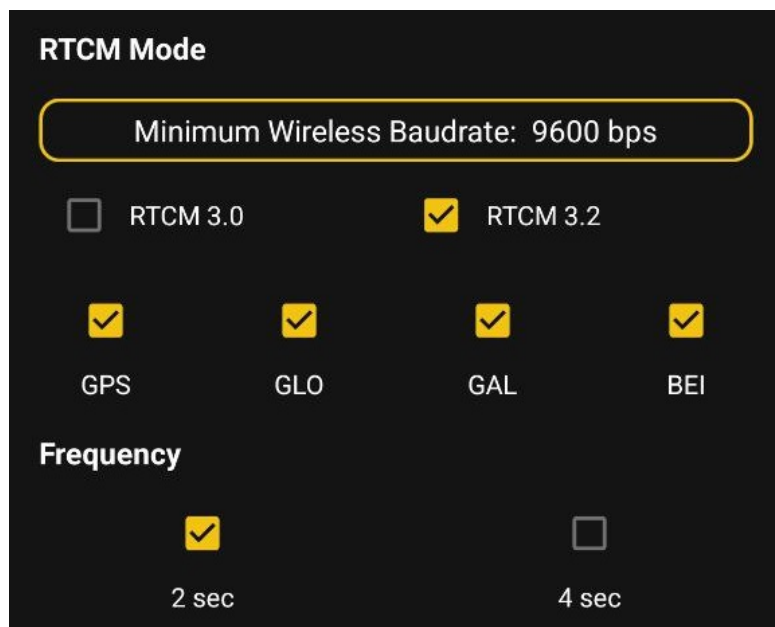 RTCM Mode
Minimum Wireless Baudrate: 9600 bps
RTCM 3.0 RTCM 3.2
GPS GLO GAL BEI
Frequency
2 sec 4 sec